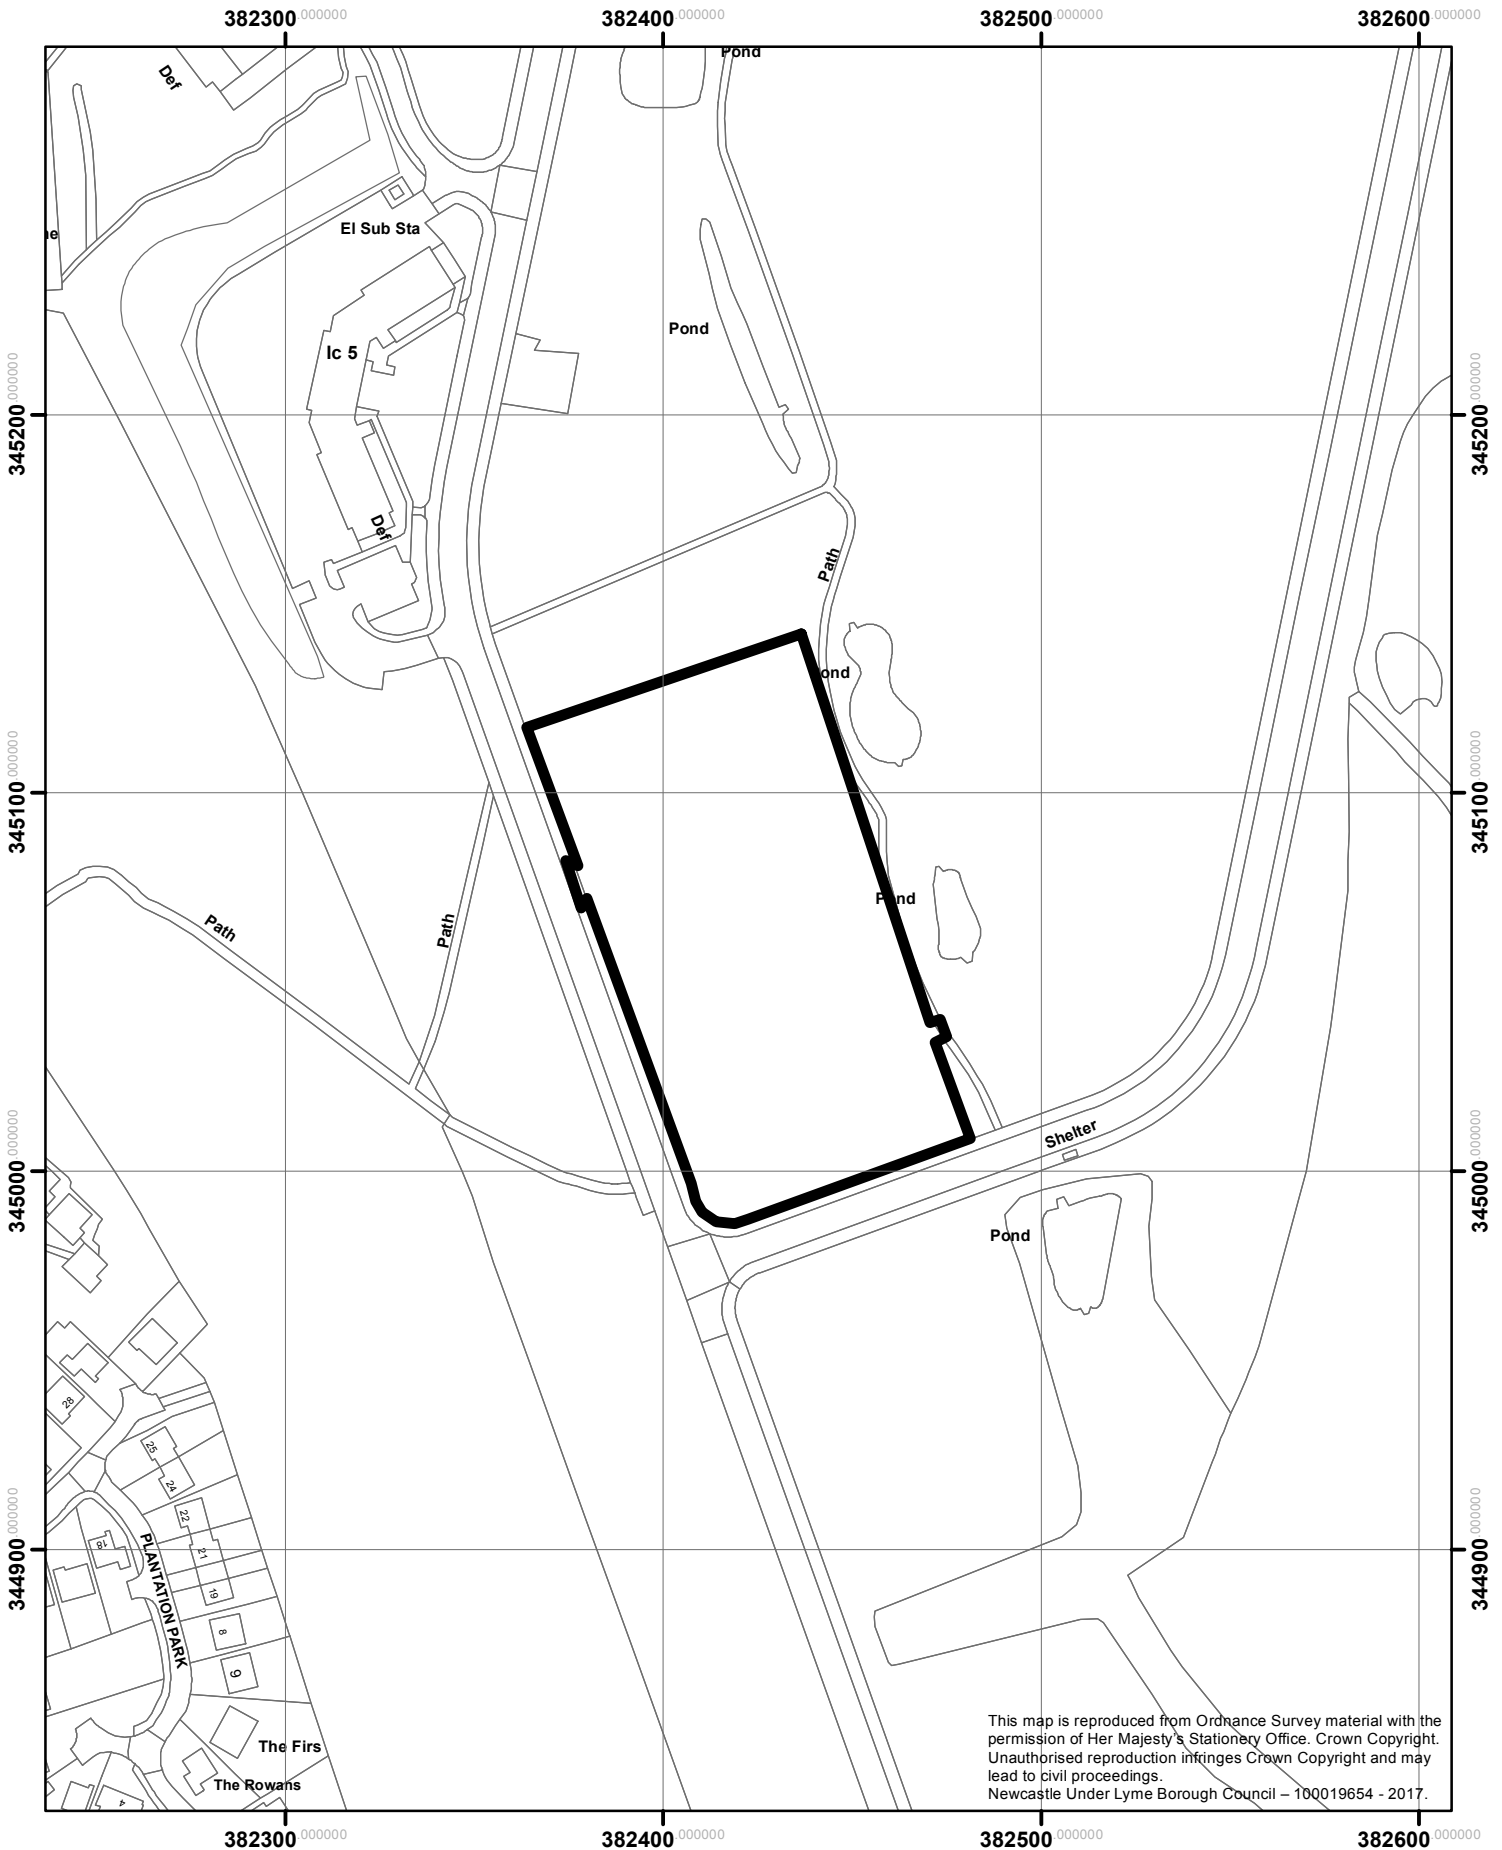 382300.000000
382400.000000
382500.000000
382600.000000
Pond
Def
El Sub Sta
Pond
Ic 5
345200.000000
345200.000000
Def
Path
ond
345100.000000
345100.000000
Pond
Path
Path
Shelter
345000.000000
345000.000000
Pond
28
25
24
22
21
18
19
PLANTATION PARK
344900.000000
344900.000000
8
9
The Firs
The Rowans
4
This map is reproduced from Ordnance Survey material with the
permission of Her Majesty's Stationery Office. Crown Copyright.
Unauthorised reproduction infringes Crown Copyright and may
lead to civil proceedings.
Newcastle Under Lyme Borough Council – 100019654 - 2017.
382300.000000
382400.000000
382500.000000
382600.000000